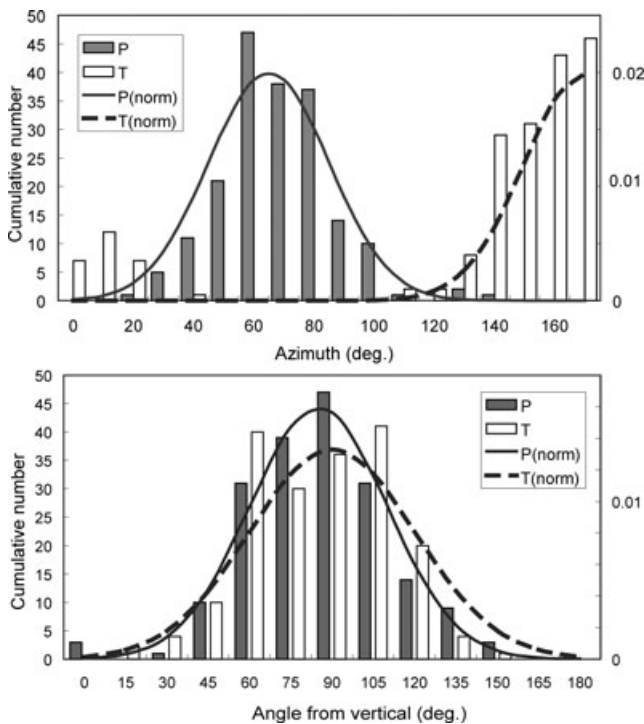 50
45
40
35
30
25
20
15
10
5
0
Cumulative number
P
T
P(norm)
T(norm)
0.02
0.01
0
0 20 40 60 80 100 120 140 160
Azimuth (deg.)
50
45
40
35
30
25
20
15
10
5
0
Cumulative number
P
T
P(norm)
T(norm)
0.01
0
0 15 30 45 60 75 90 105 120 135 150 165 180
Angle from vertical (deg.)